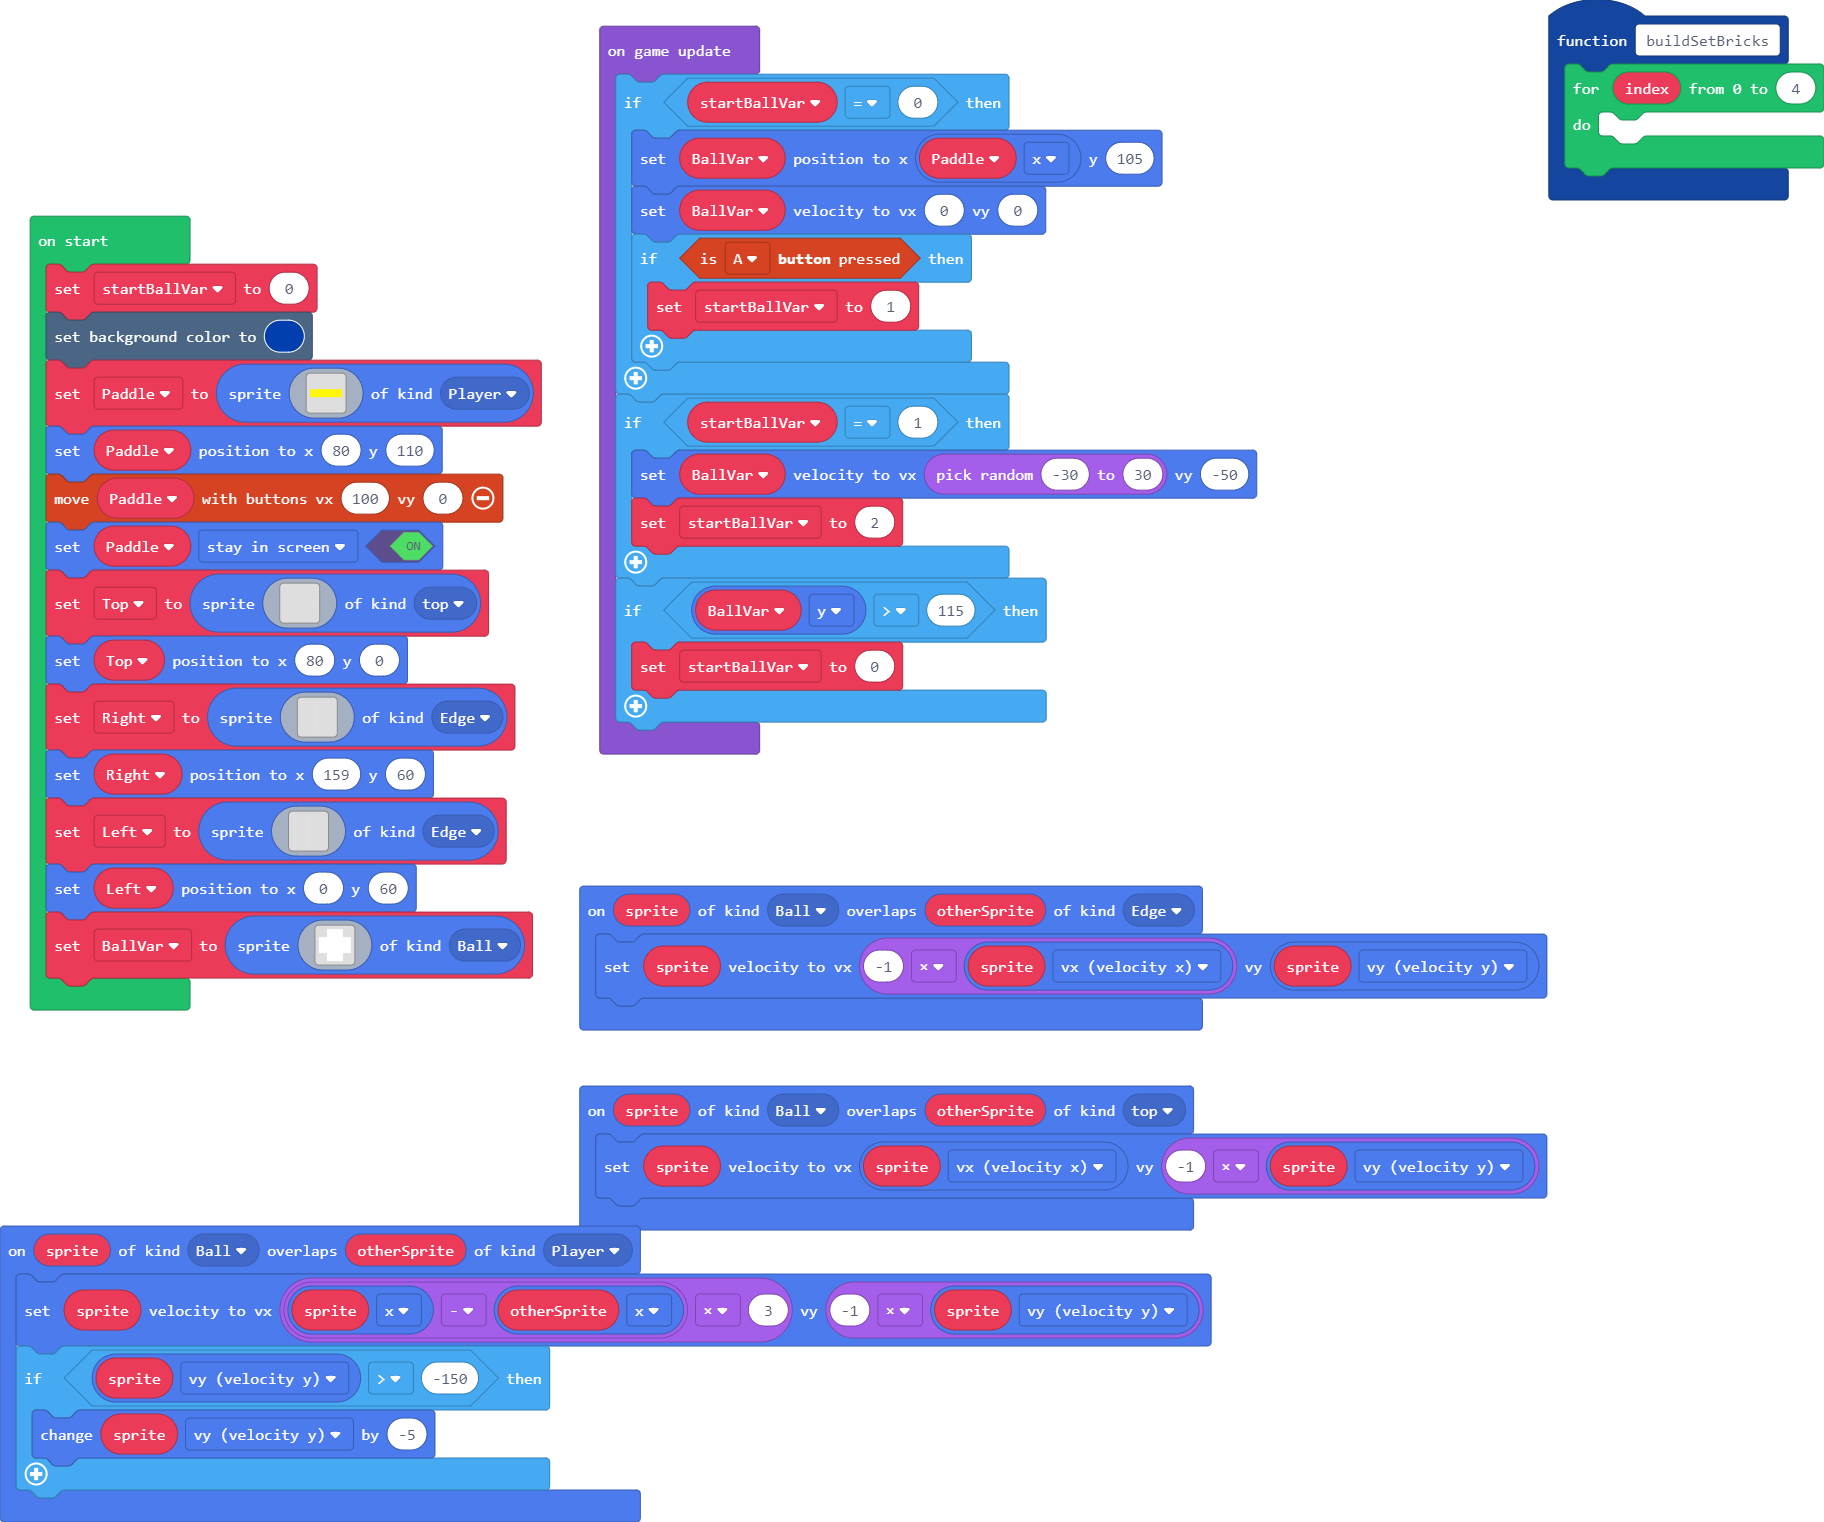 on start
set startBallVar to 0
set background color to
set Paddle to sprite of kind Player
set Paddle position to x 80 y 110
move Paddle with buttons vx 100 vy 0
set Paddle stay in screen ON
set Top to sprite of kind top
set Top position to x 80 y 0
set Right to sprite of kind Edge
set Right position to x 159 y 60
set Left to sprite of kind Edge
set Left position to x 0 y 60
set BallVar to sprite of kind Ball
on game update
if startBallVar = 0 then
set BallVar position to x Paddle x y 105
set BallVar velocity to vx 0 vy 0
if is A button pressed then
set startBallVar to 1
if startBallVar = 1 then
set BallVar velocity to vx pick random -30 to 30 vy -50
set startBallVar to 2
if BallVar y > 115 then
set startBallVar to 0
function buildSetBricks
for index from 0 to 4
do
on sprite of kind Ball overlaps otherSprite of kind Edge
set sprite velocity to vx -1 × sprite vx (velocity x) vy sprite vy (velocity y)
on sprite of kind Ball overlaps otherSprite of kind top
set sprite velocity to vx sprite vx (velocity x) vy -1 × sprite vy (velocity y)
on sprite of kind Ball overlaps otherSprite of kind Player
set sprite velocity to vx sprite x - otherSprite x × 3 vy -1 × sprite vy (velocity y)
if sprite vy (velocity y) > -150 then
change sprite vy (velocity y) by -5